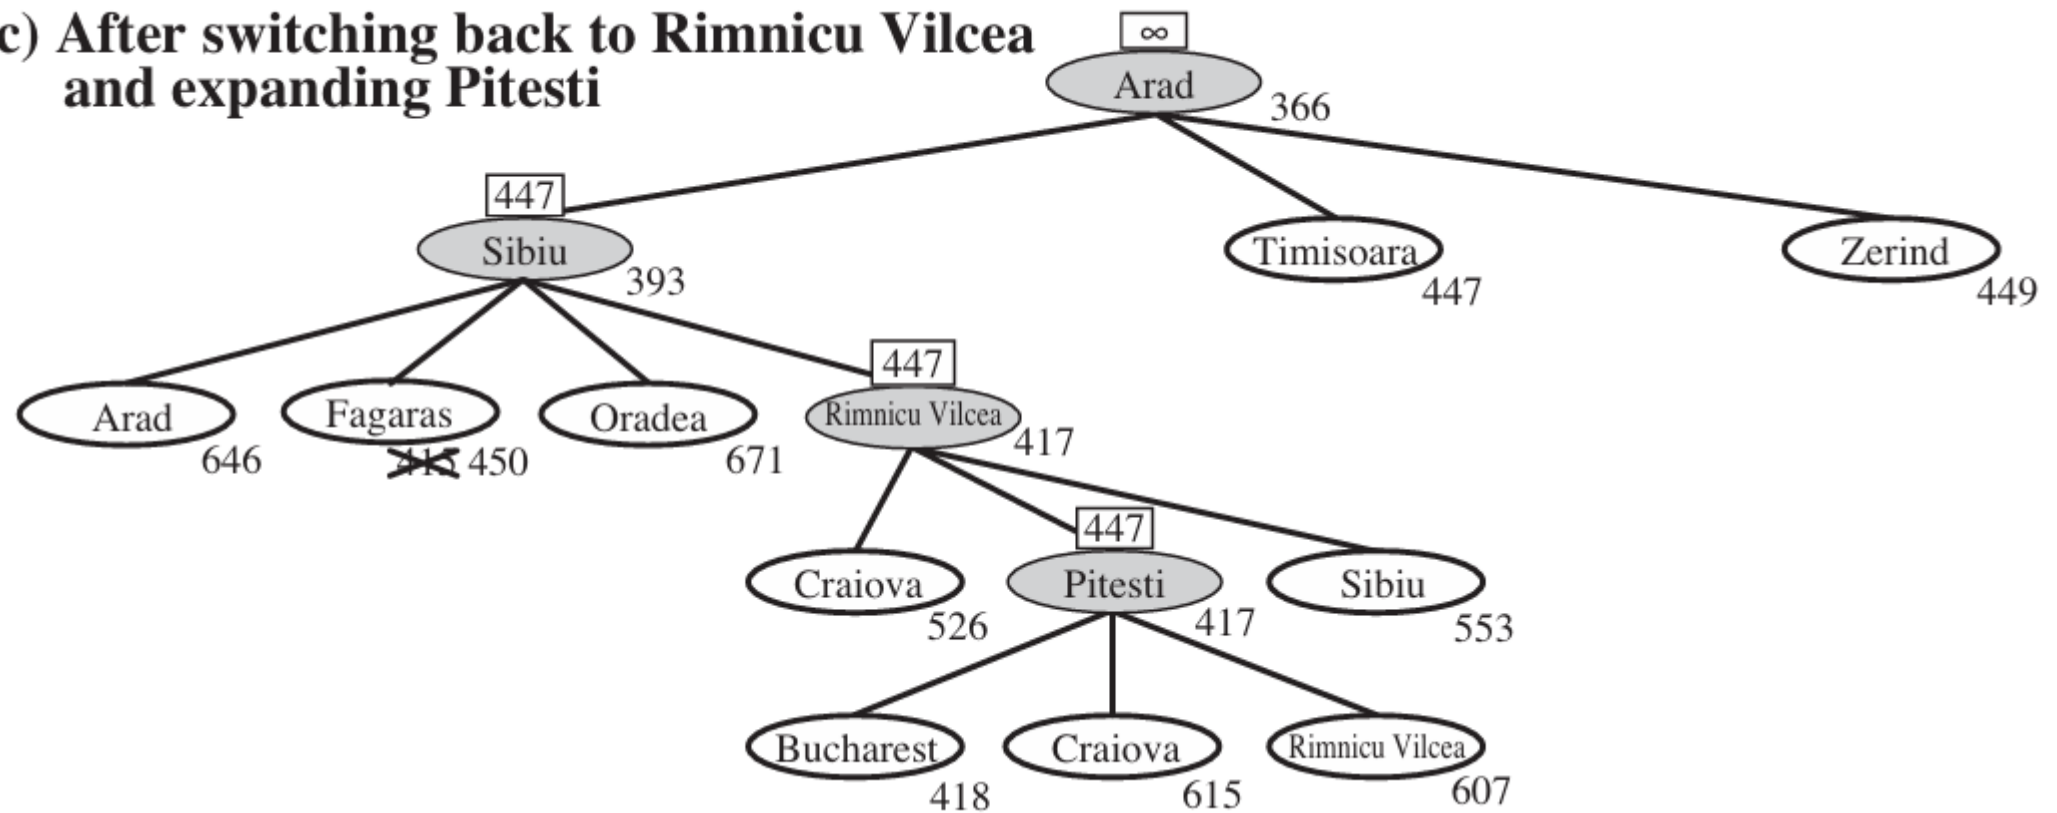 c) After switching back to Rimnicu Vilcea
and expanding Pitesti
∞
Arad
366
447
Sibiu
393
Timisoara
447
Zerind
449
Arad
646
Fagaras
415 450
Oradea
671
447
Rimnicu Vilcea
417
Craiova
526
447
Pitesti
417
Sibiu
553
Bucharest
418
Craiova
615
Rimnicu Vilcea
607